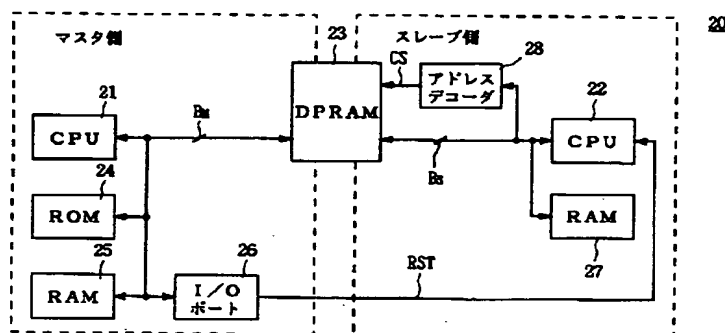 20
マスタ側
23
スレーブ側
CS
28
アドレス
デコーダ
21
CPU
Bm
DPRAM
22
CPU
Bs
24
ROM
RAM
27
25
RAM
26
I/O
ポート
RST